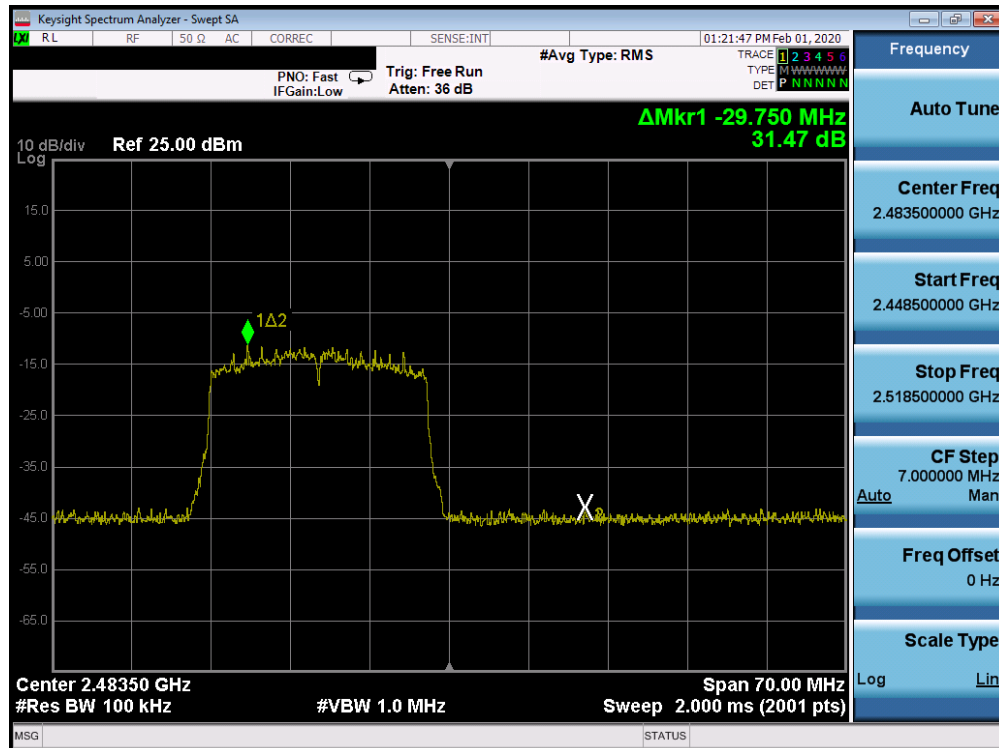 Keysight Spectrum Analyzer - Swept SA
LXI RL RF 50 Ω AC CORREC SENSE:INT 01:21:47 PM Feb 01, 2020
#Avg Type: RMS
TRACE 1 2 3 4 5 6
TYPE M WWWWW
DET P N N N N N
PNO: Fast
IFGain:Low
Trig: Free Run
Atten: 36 dB
ΔMkr1 -29.750 MHz
31.47 dB
10 dB/div Ref 25.00 dBm
Log
15.0
5.00
-5.00
-15.0
-25.0
-35.0
-45.0
-55.0
-65.0
1Δ2
X2
Center 2.48350 GHz Span 70.00 MHz
#Res BW 100 kHz #VBW 1.0 MHz Sweep 2.000 ms (2001 pts)
MSG STATUS
Frequency
Auto Tune
Center Freq
2.483500000 GHz
Start Freq
2.448500000 GHz
Stop Freq
2.518500000 GHz
CF Step
7.000000 MHz
Auto Man
Freq Offset
0 Hz
Scale Type
Log Lin